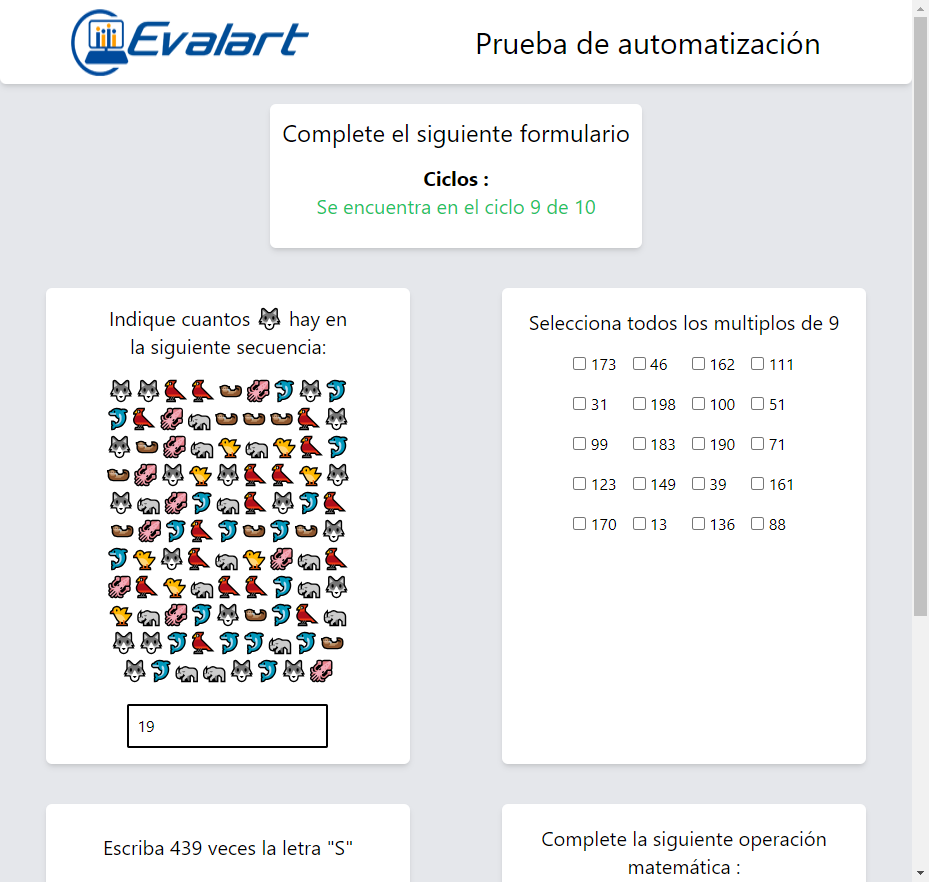 Evalart
Prueba de automatización
Complete el siguiente formulario
Ciclos :
Se encuentra en el ciclo 9 de 10
Indique cuantos 🐺 hay en
la siguiente secuencia:
19
Selecciona todos los multiplos de 9
173 46 162 111
31 198 100 51
99 183 190 71
123 149 39 161
170 13 136 88
Escriba 439 veces la letra "S"
Complete la siguiente operación
matemática :